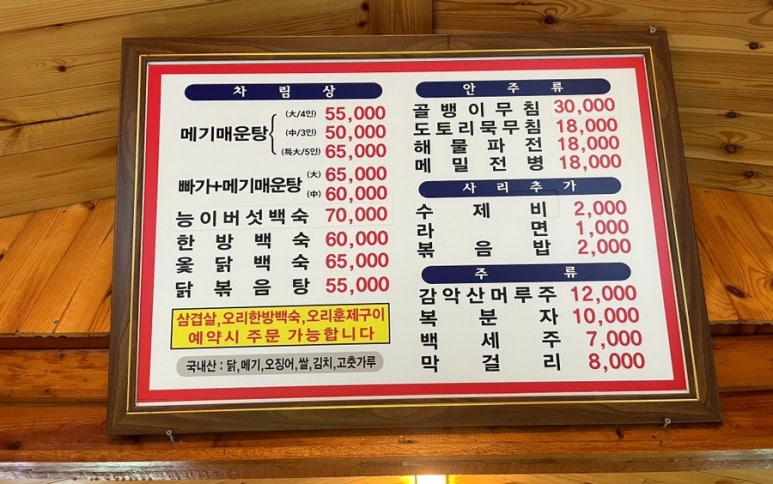 차림상
메기매운탕
(大/4인) 55,000
(中/3인) 50,000
(특大/5인) 65,000
빠가+메기매운탕
(大) 65,000
(中) 60,000
능이버섯백숙 70,000
한방백숙 60,000
옻닭백숙 65,000
닭볶음탕 55,000
삼겹살,오리한방백숙,오리훈제구이
예약시 주문 가능합니다
국내산 : 닭,메기,오징어,쌀,김치,고춧가루
안주류
골뱅이무침 30,000
도토리묵무침 18,000
해물파전 18,000
메밀전병 18,000
사리추가
수제비 2,000
라면 1,000
볶음밥 2,000
주류
감악산머루주 12,000
복분자 10,000
백세주 7,000
막걸리 8,000